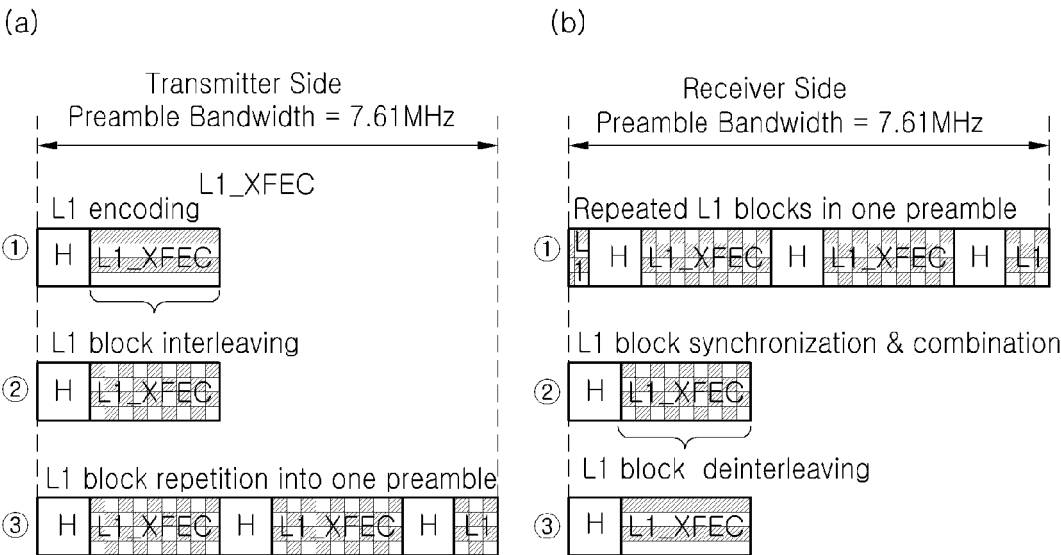 (a)
Transmitter Side
Preamble Bandwidth = 7.61MHz
L1_XFEC
L1 encoding
① H L1_XFEC
L1 block interleaving
② H L1_XFEC
L1 block repetition into one preamble
③ H L1_XFEC H L1_XFEC H L1
(b)
Receiver Side
Preamble Bandwidth = 7.61MHz
Repeated L1 blocks in one preamble
① L1 H L1_XFEC H L1_XFEC H L1
L1 block synchronization & combination
② H L1_XFEC
L1 block deinterleaving
③ H L1_XFEC